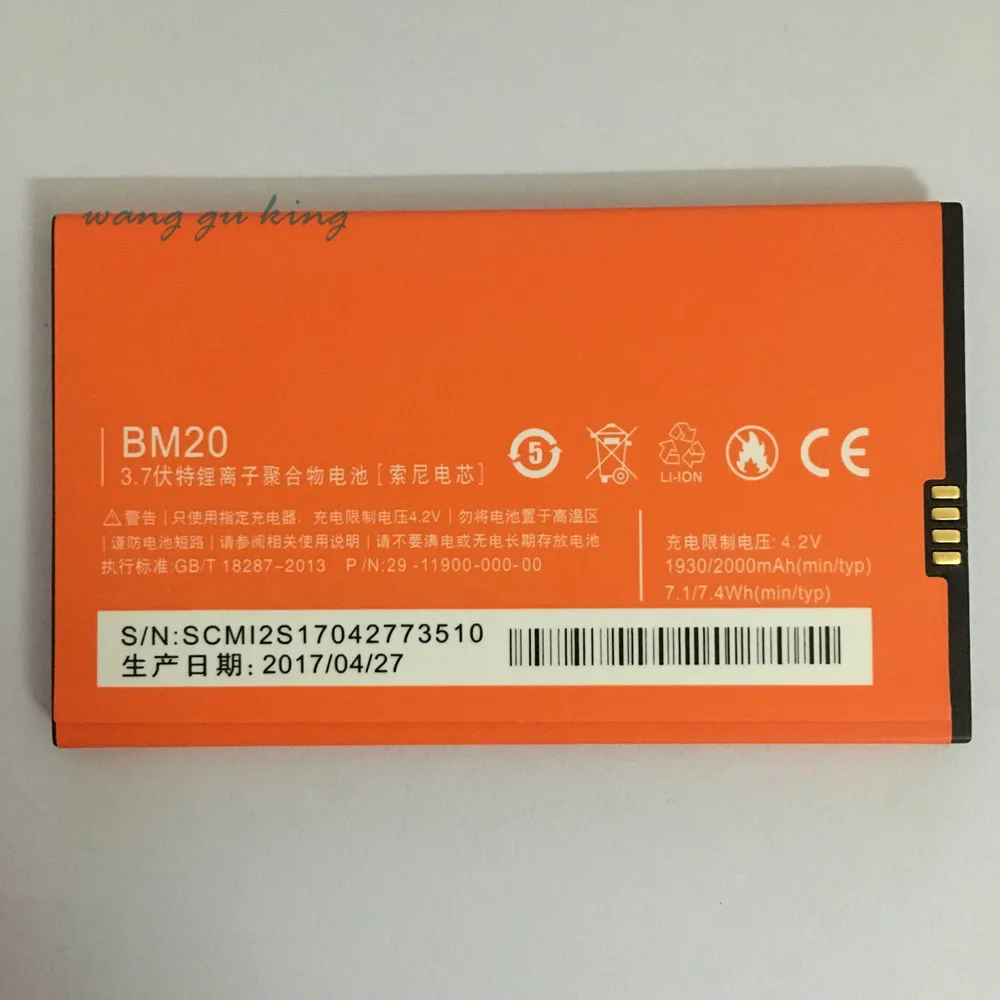 wang gu king
BM20
3.7伏特锂离子聚合物电池[索尼电芯]
5
LI-ION
CE
警告|只使用指定充电器，充电限制电压4.2V|勿将电池置于高温区
|谨防电池短路|请参阅相关使用说明|请不要满电或无电长期存放电池
执行标准:GB/T 18287-2013 P/N:29-11900-000-00
充电限制电压: 4.2V
1930/2000mAh(min/typ)
7.1/7.4Wh(min/typ)
S/N:SCMI2S17042773510
生产日期: 2017/04/27